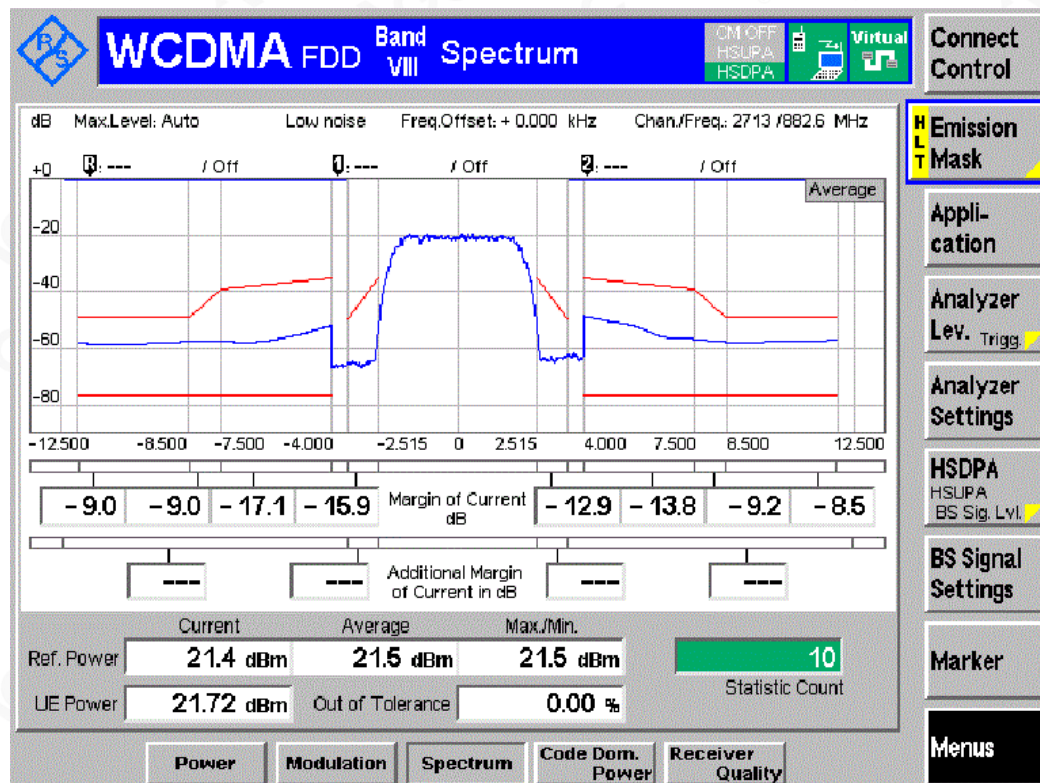 R&S
WCDMA FDD Band VIII Spectrum
CM OFF
HSUPA
HSDPA
Virtual
Connect Control
dB Max.Level: Auto Low noise Freq.Offset: + 0.000 kHz Chan./Freq.: 2713 /882.6 MHz
HLT Emission Mask
+0 R: --- / Off 1: --- / Off 2: --- / Off
Average
-20
-40
-60
-80
Appli-
cation
Analyzer
Lev. Trigg.
Analyzer
Settings
-12.500 -8.500 -7.500 -4.000 -2.515 0 2.515 4.000 7.500 8.500 12.500
-9.0 -9.0 -17.1 -15.9 Margin of Current dB -12.9 -13.8 -9.2 -8.5
HSDPA
HSUPA
BS Sig. Lvl.
--- --- Additional Margin of Current in dB --- ---
BS Signal
Settings
Current Average Max./Min.
Ref. Power 21.4 dBm 21.5 dBm 21.5 dBm 10
Statistic Count
UE Power 21.72 dBm Out of Tolerance 0.00 %
Marker
Menus
Power Modulation Spectrum Code Dom. Power Receiver Quality